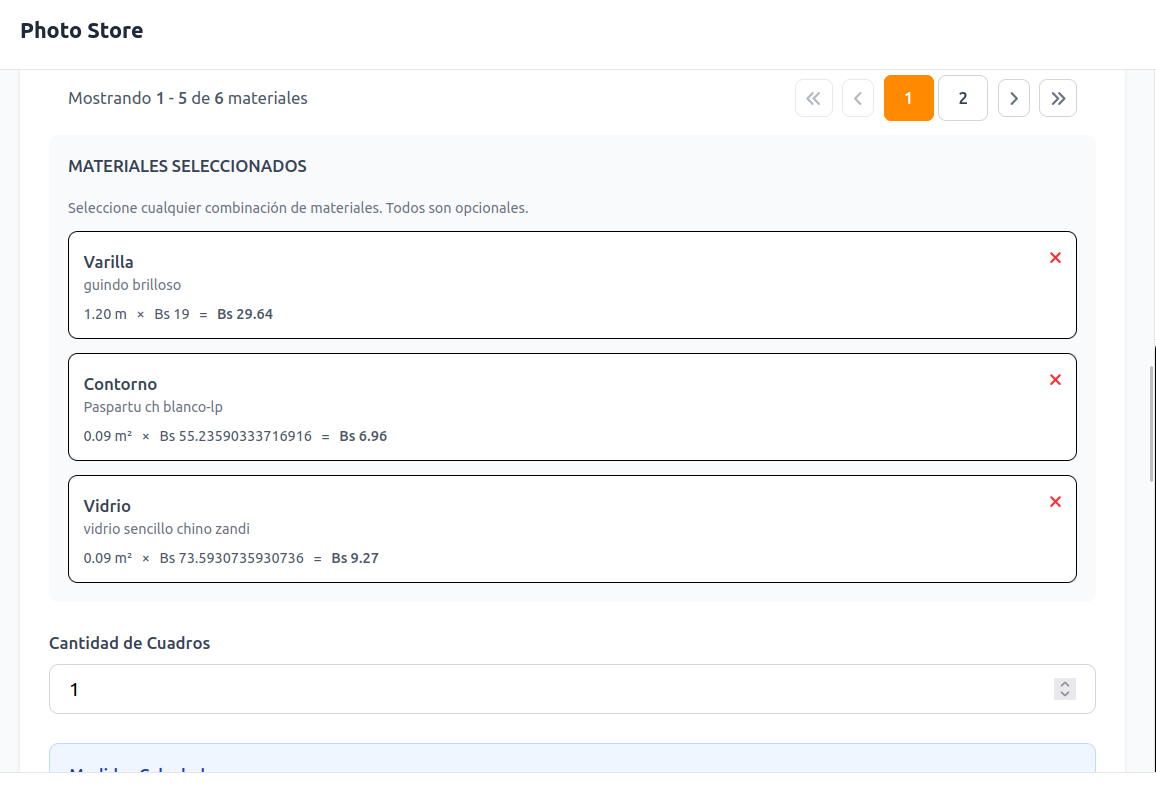 Photo Store
Mostrando 1 - 5 de 6 materiales
1
2
MATERIALES SELECCIONADOS
Seleccione cualquier combinación de materiales. Todos son opcionales.
Varilla
guindo brilloso
1.20 m × Bs 19 = Bs 29.64
Contorno
Paspartu ch blanco-lp
0.09 m² × Bs 55.23590333716916 = Bs 6.96
Vidrio
vidrio sencillo chino zandi
0.09 m² × Bs 73.5930735930736 = Bs 9.27
Cantidad de Cuadros
1